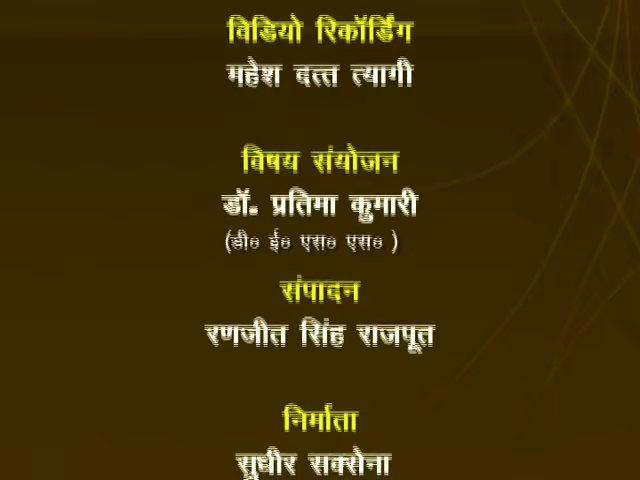 विडियो रिकॉर्डिंग
महेश दत्त त्यागी
विषय संयोजन
डॉ. प्रतिमा कुमारी
(डी० ई० एस० एस० )
संपादन
रणजीत सिंह राजपूत
निर्माता
सुधीर सक्सेना